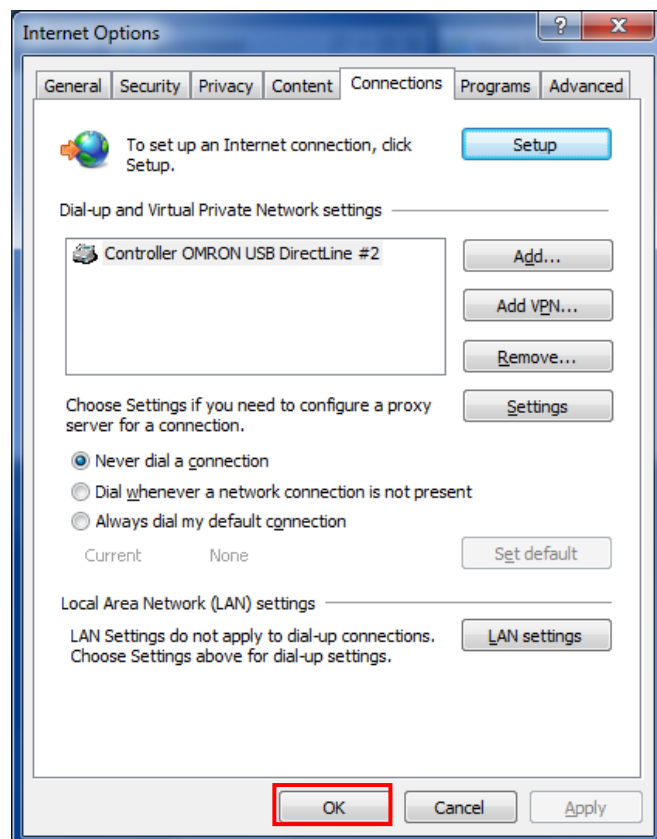 Internet Options
?
X
General Security Privacy Content Connections Programs Advanced
To set up an Internet connection, click
Setup.
Setup
Dial-up and Virtual Private Network settings
Controller OMRON USB DirectLine #2
Add...
Add VPN...
Remove...
Choose Settings if you need to configure a proxy
server for a connection.
Settings
Never dial a connection
Dial whenever a network connection is not present
Always dial my default connection
Current None
Set default
Local Area Network (LAN) settings
LAN Settings do not apply to dial-up connections.
Choose Settings above for dial-up settings.
LAN settings
OK Cancel Apply